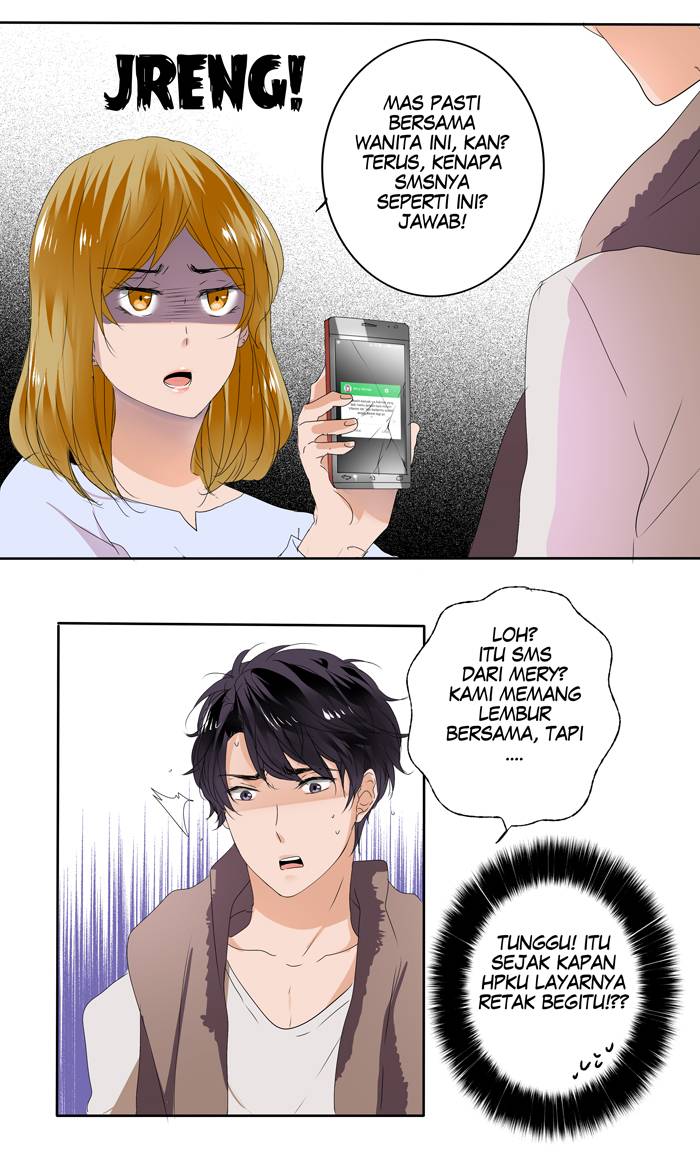 JRENG!
MAS PASTI
BERSAMA
WANITA INI, KAN?
TERUS, KENAPA
SMSNYA
SEPERTI INI?
JAWAB!
LOH?
ITU SMS
DARI MERY?
KAMI MEMANG
LEMBUR
BERSAMA, TAPI
....
TUNGGU! ITU
SEJAK KAPAN
HPKU LAYARNYA
RETAK BEGITU!??